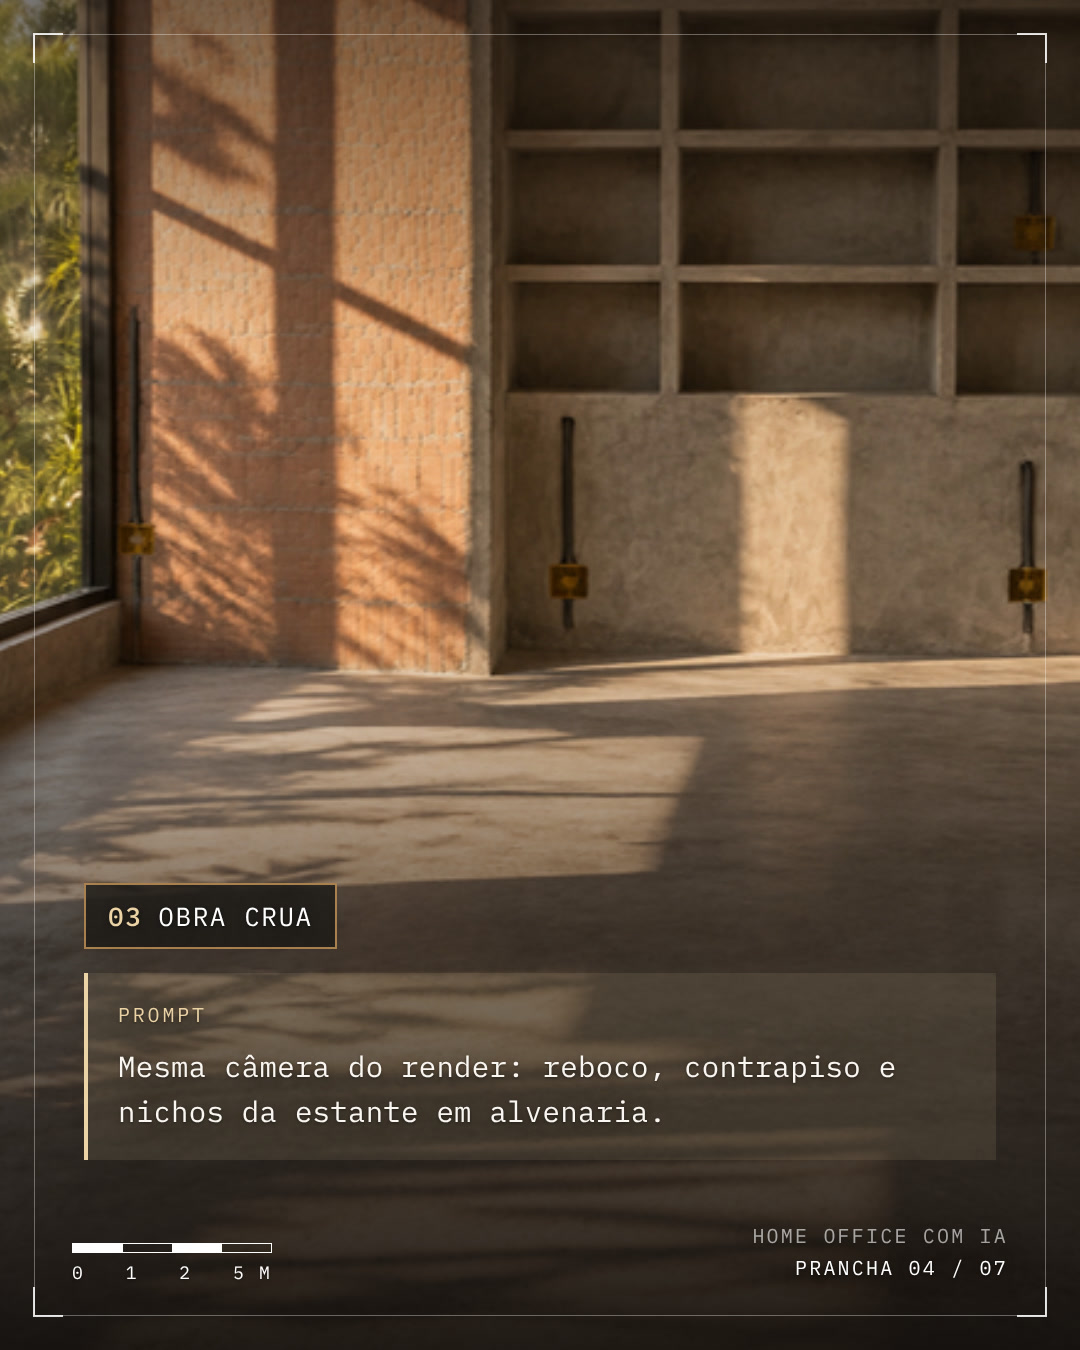 03 OBRA CRUA
PROMPT
Mesma câmera do render: reboco, contrapiso e
nichos da estante em alvenaria.
0 1 2 5 M
HOME OFFICE COM IA
PRANCHA 04 / 07